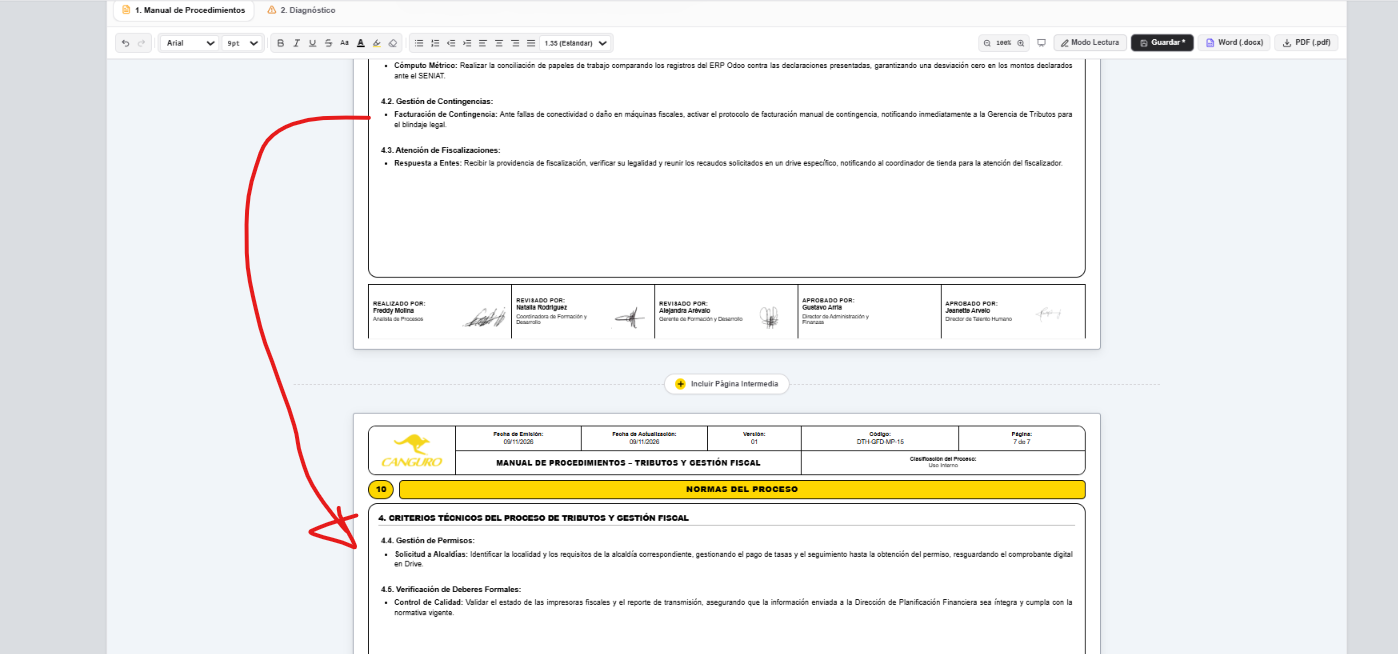 1. Manual de Procedimientos
2. Diagnóstico
Arial
9pt
B I U S Aa A
1.35 (Estándar)
100%
Modo Lectura
Guardar *
Word (.docx)
PDF (.pdf)
• Cómputo Métrico: Realizar la conciliación de papeles de trabajo comparando los registros del ERP Odoo contra las declaraciones presentadas, garantizando una desviación cero en los montos declarados
ante el SENIAT.
4.2. Gestión de Contingencias:
• Facturación de Contingencia: Ante fallas de conectividad o daño en máquinas fiscales, activar el protocolo de facturación manual de contingencia, notificando inmediatamente a la Gerencia de Tributos para
el blindaje legal.
4.3. Atención de Fiscalizaciones:
• Respuesta a Entes: Recibir la providencia de fiscalización, verificar su legalidad y reunir los recaudos solicitados en un drive específico, notificando al coordinador de tienda para la atención del fiscalizador.
REALIZADO POR:
Freddy Molina
Analista de Procesos
REVISADO POR:
Natalia Rodríguez
Coordinadora de Formación y
Desarrollo
REVISADO POR:
Alejandra Arévalo
Gerente de Formación y Desarrollo
APROBADO POR:
Gustavo Arria
Director de Administración y
Finanzas
APROBADO POR:
Jeanette Arvelo
Director de Talento Humano
Incluir Página Intermedia
CANGURO
Fecha de Emisión:
09/11/2026
Fecha de Actualización:
09/11/2026
Versión:
01
Código:
DTH-GFD-MP-15
Página:
7 de 7
MANUAL DE PROCEDIMIENTOS - TRIBUTOS Y GESTIÓN FISCAL
Clasificación del Proceso:
Uso Interno
10
NORMAS DEL PROCESO
4. CRITERIOS TÉCNICOS DEL PROCESO DE TRIBUTOS Y GESTIÓN FISCAL
4.4. Gestión de Permisos:
• Solicitud a Alcaldías: Identificar la localidad y los requisitos de la alcaldía correspondiente, gestionando el pago de tasas y el seguimiento hasta la obtención del permiso, resguardando el comprobante digital
en Drive.
4.5. Verificación de Deberes Formales:
• Control de Calidad: Validar el estado de las impresoras fiscales y el reporte de transmisión, asegurando que la información enviada a la Dirección de Planificación Financiera sea íntegra y cumpla con la
normativa vigente.